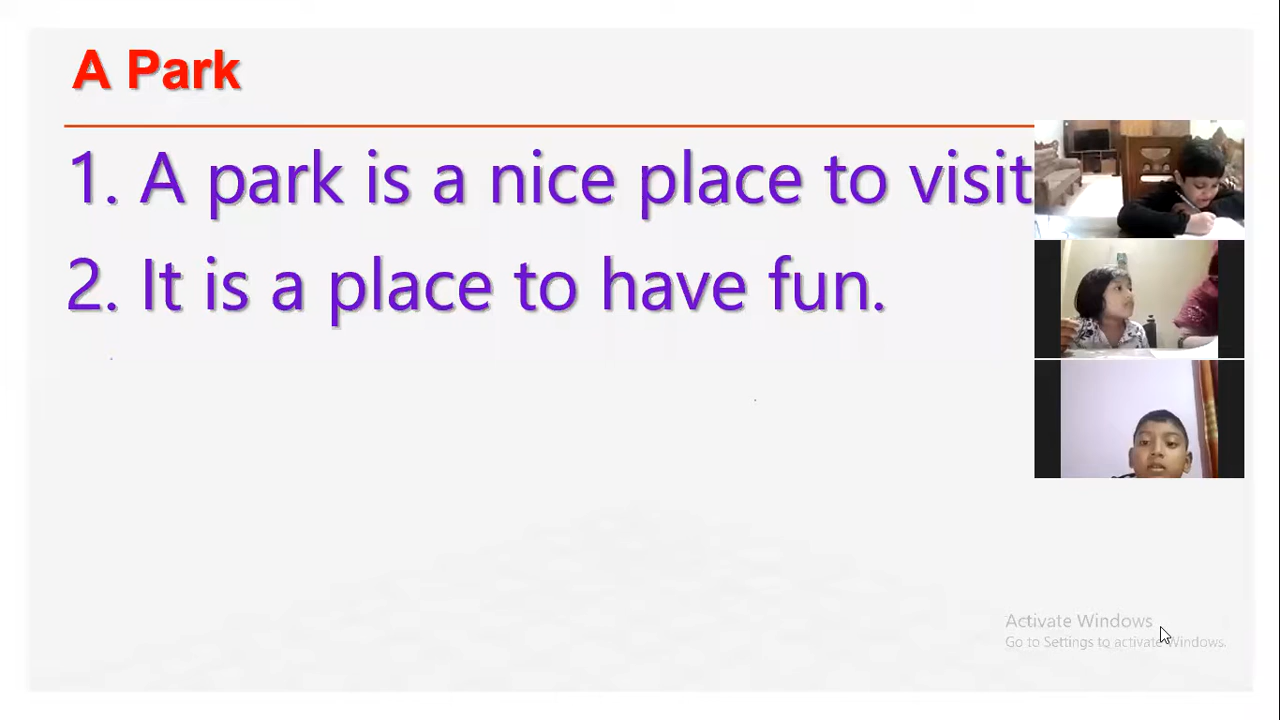 A Park
1. A park is a nice place to visit
2. It is a place to have fun.
Activate Windows
Go to Settings to activate Windows.